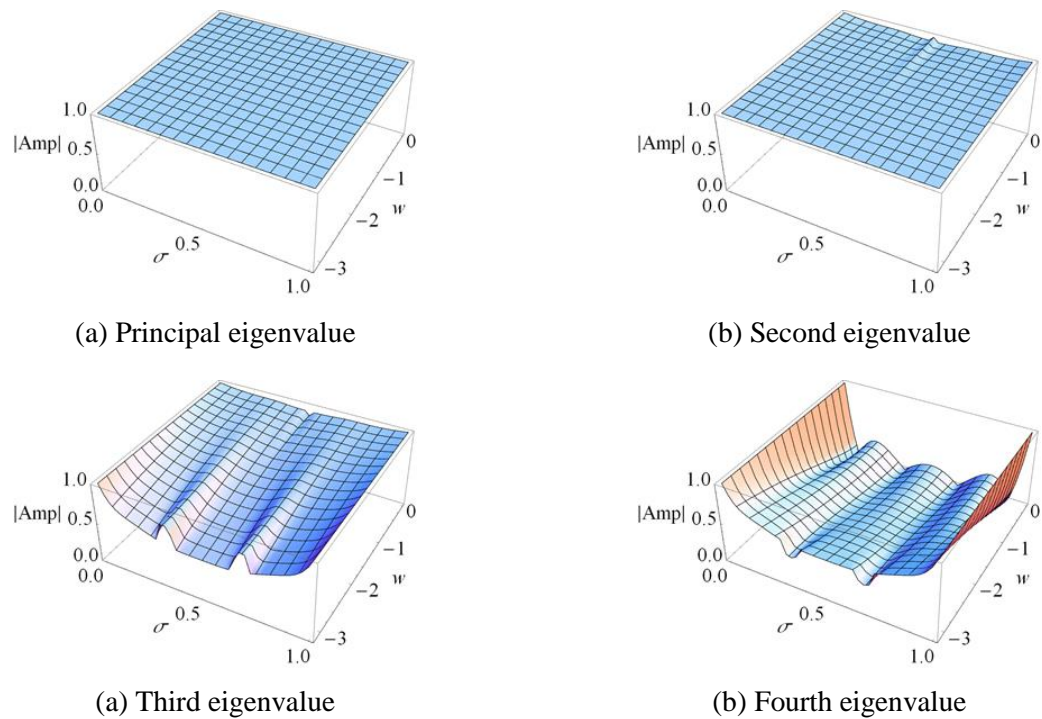 1.0
|Amp| 0.5
0.0
0.0
σ 0.5
1.0
0
−1
−2 w
−3
(a) Principal eigenvalue
1.0
|Amp| 0.5
0.0
0.0
σ 0.5
1.0
0
−1
−2 w
−3
(b) Second eigenvalue
1.0
|Amp| 0.5
0.0
0.0
σ 0.5
1.0
0
−1
−2 w
−3
(a) Third eigenvalue
1.0
|Amp| 0.5
0.0
0.0
σ 0.5
1.0
0
−1
−2 w
−3
(b) Fourth eigenvalue